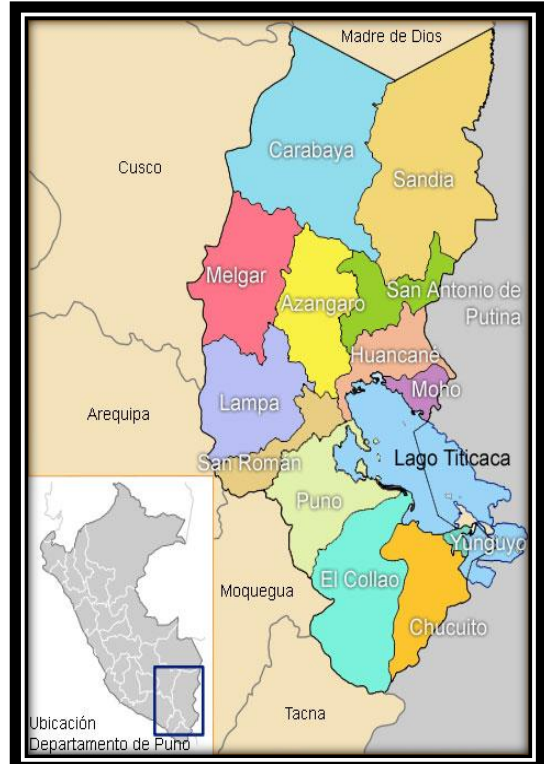 Madre de Dios
Cusco
Carabaya
Sandia
Melgar
Azangaro
San Antonio de
Putina
Huancané
Moho
Lampa
Arequipa
San Román
Lago Titicaca
Puno
Yunguyo
El Collao
Moquegua
Chucuito
Tacna
Ubicación
Departamento de Puno